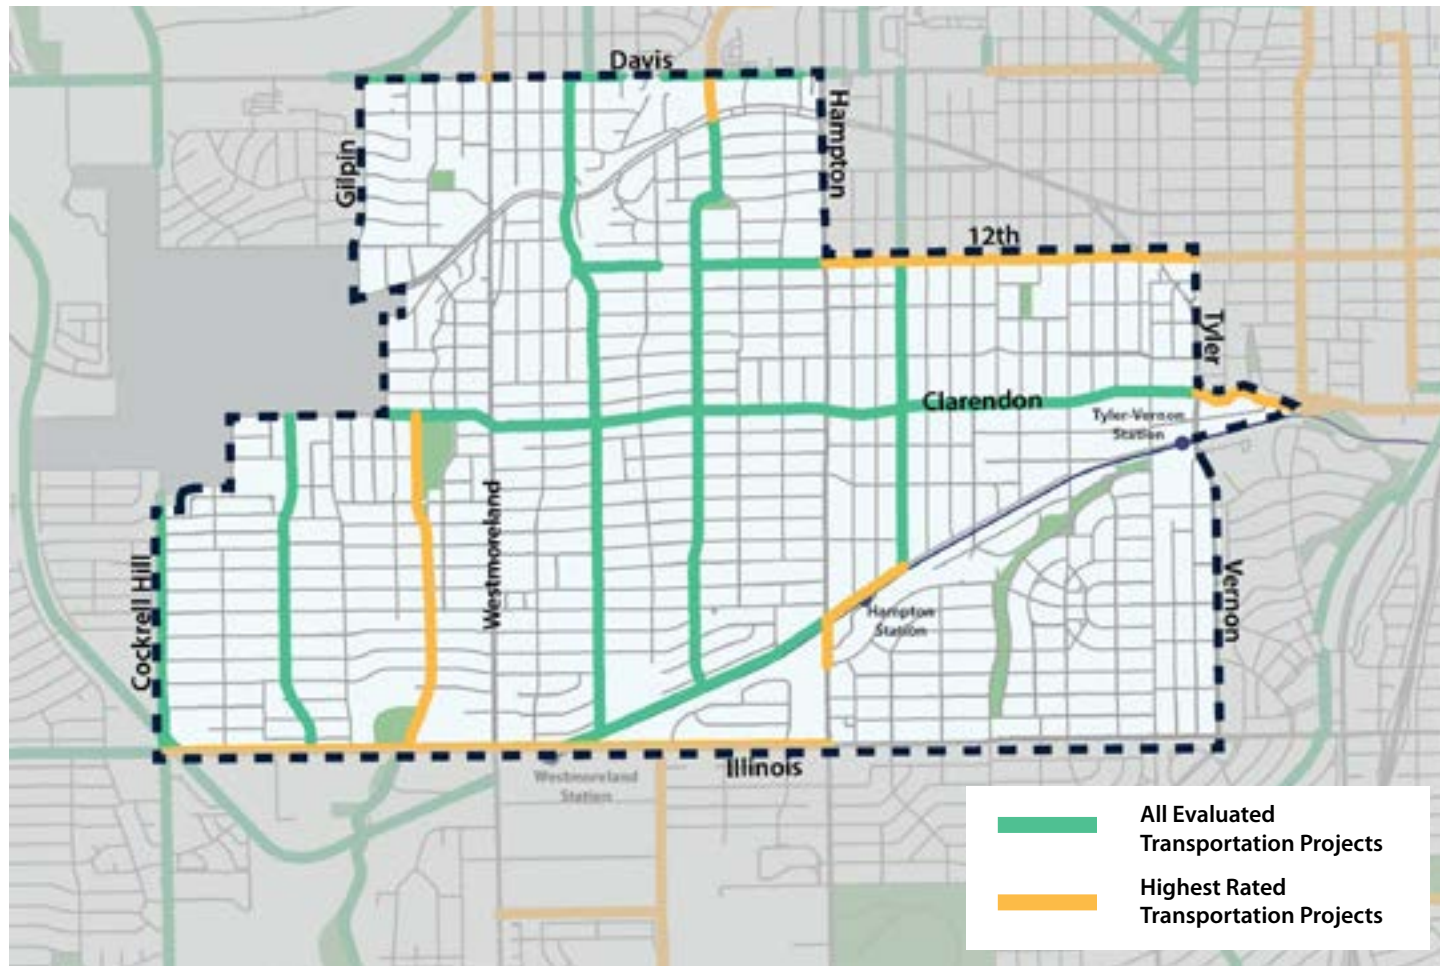 Davis
Hampton
Gilpin
12th
Tyler
Clarendon
Tyler-Vernon
Station
Westmoreland
Cockrell Hill
Vernon
Hampton
Station
Illinois
Westmoreland
Station
All Evaluated
Transportation Projects
Highest Rated
Transportation Projects